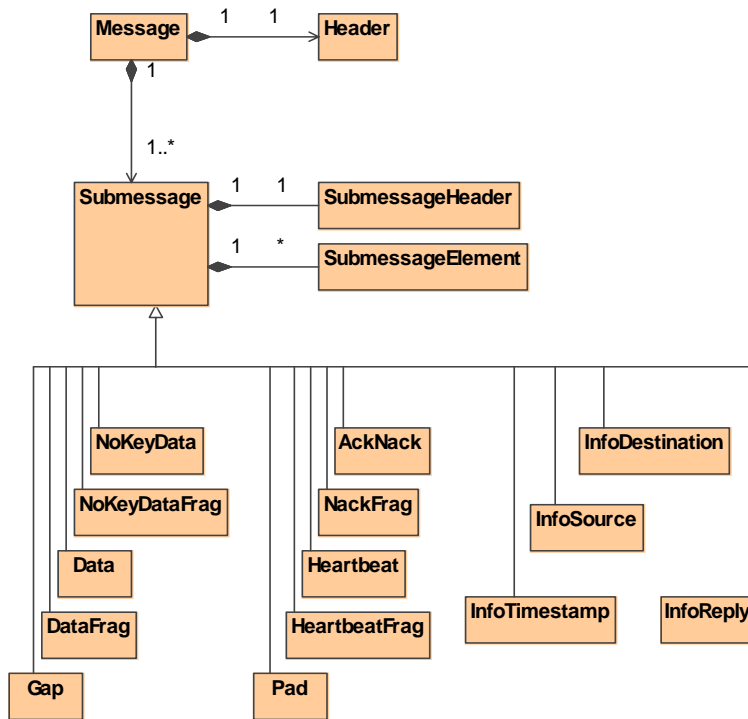 Message
1
1
Header
1
1..*
Submessage
1
1
SubmessageHeader
1
*
SubmessageElement
NoKeyData
AckNack
InfoDestination
NoKeyDataFrag
NackFrag
InfoSource
Data
Heartbeat
InfoTimestamp
InfoReply
DataFrag
HeartbeatFrag
Gap
Pad